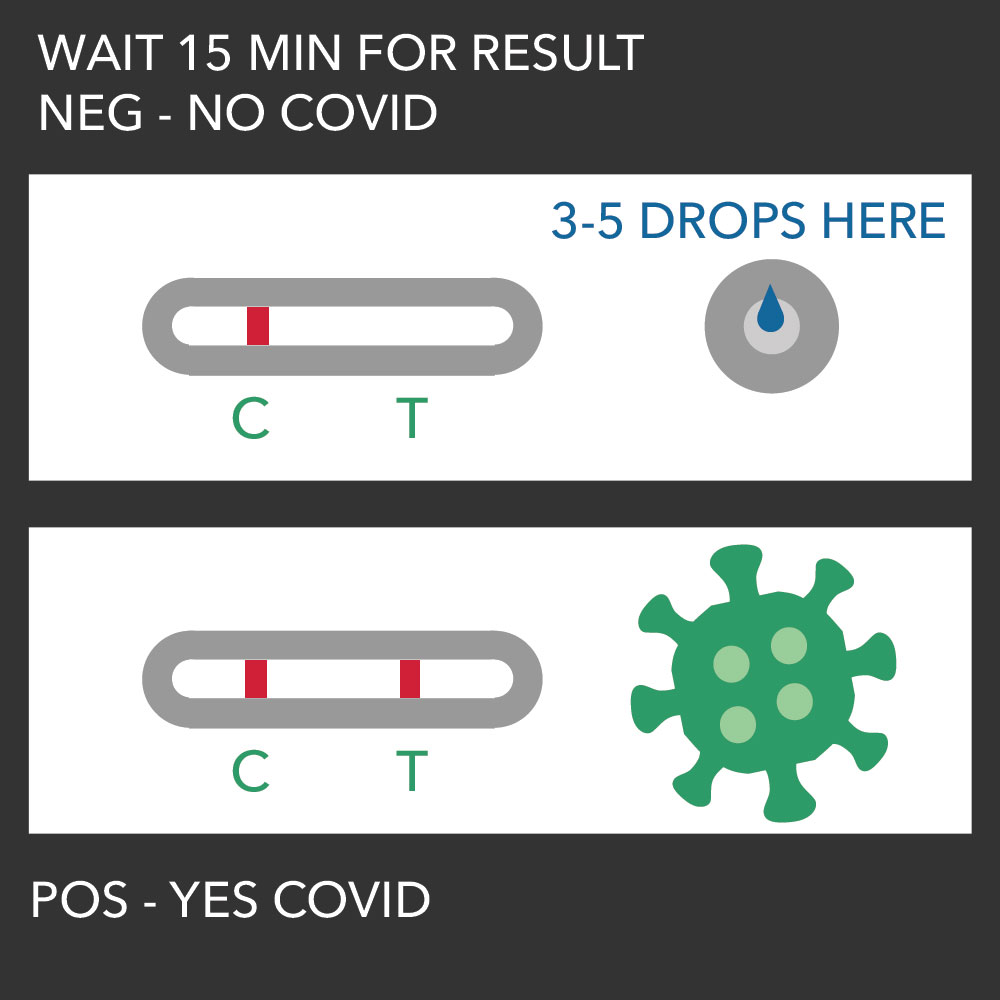 WAIT 15 MIN FOR RESULT
NEG - NO COVID
3-5 DROPS HERE
C T
C T
POS - YES COVID